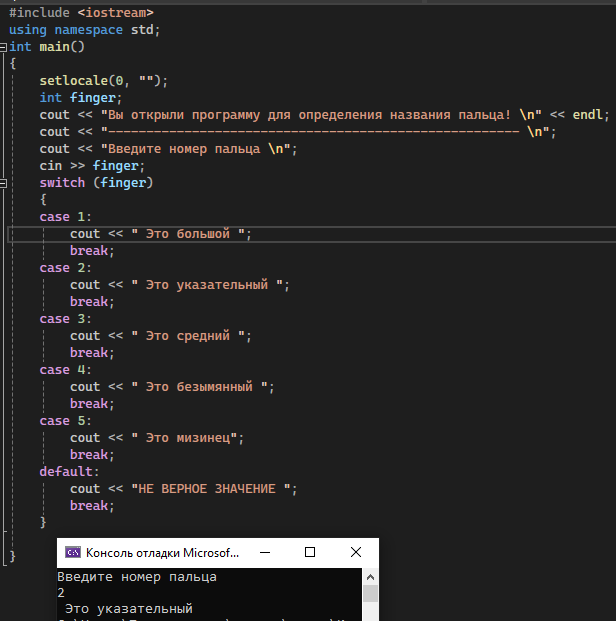 #include <iostream>
using namespace std;
int main()
{
setlocale(0, "");
int finger;
cout << "Вы открыли программу для определения названия пальца! \n" << endl;
cout << "------------------------------------------------------ \n";
cout << "Введите номер пальца \n";
cin >> finger;
switch (finger)
{
case 1:
cout << " Это большой ";
break;
case 2:
cout << " Это указательный ";
break;
case 3:
cout << " Это средний ";
break;
case 4:
cout << " Это безымянный ";
break;
case 5:
cout << " Это мизинец";
break;
default:
cout << "НЕ ВЕРНОЕ ЗНАЧЕНИЕ ";
break;
}
}
Консоль отладки Microsof...
Введите номер пальца
2
Это указательный